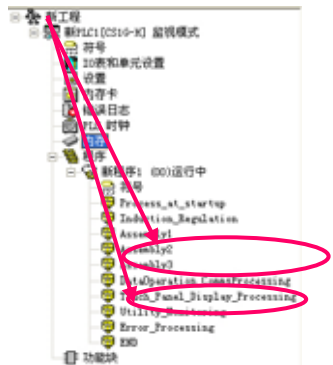 新工程
新PLC1[CS1G-H] 监视模式
符号
IO表和单元设置
设置
内存卡
错误日志
PLC 时钟
内存
程序
新程序1 (00)运行中
符号
Process_at_startup
Induction_Regulation
Assembly1
Assembly2
Assembly3
DataOperation_CommsProcessing
Touch_Panel_Display_Processing
Utility_Monitoring
Error_Processing
END
功能块